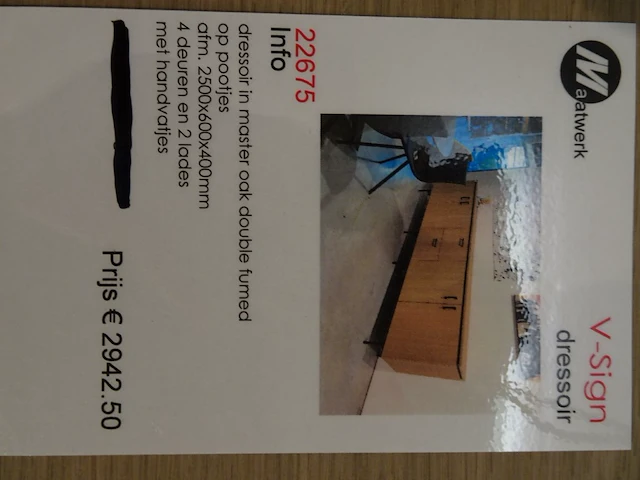 Maatwerk
V-Sign
dressoir
22675
Info
dressoir in master oak double fumed
op pootjes
afm. 2500x600x400mm
4 deuren en 2 lades
met handvatjes
Prijs € 2942.50